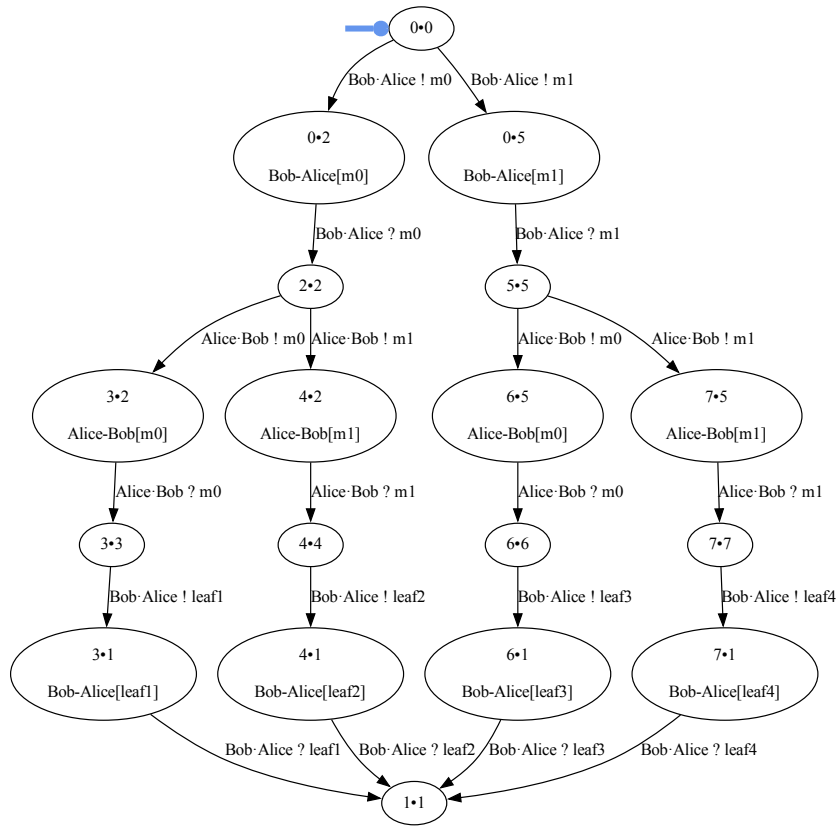 0•0
Bob·Alice ! m0
Bob·Alice ! m1
0•2
Bob-Alice[m0]
0•5
Bob-Alice[m1]
Bob·Alice ? m0
Bob·Alice ? m1
2•2
5•5
Alice·Bob ! m0
Alice·Bob ! m1
Alice·Bob ! m0
Alice·Bob ! m1
3•2
Alice-Bob[m0]
4•2
Alice-Bob[m1]
6•5
Alice-Bob[m0]
7•5
Alice-Bob[m1]
Alice·Bob ? m0
Alice·Bob ? m1
Alice·Bob ? m0
Alice·Bob ? m1
3•3
4•4
6•6
7•7
Bob·Alice ! leaf1
Bob·Alice ! leaf2
Bob·Alice ! leaf3
Bob·Alice ! leaf4
3•1
Bob-Alice[leaf1]
4•1
Bob-Alice[leaf2]
6•1
Bob-Alice[leaf3]
7•1
Bob-Alice[leaf4]
Bob·Alice ? leaf1
Bob·Alice ? leaf2
Bob·Alice ? leaf3
Bob·Alice ? leaf4
1•1